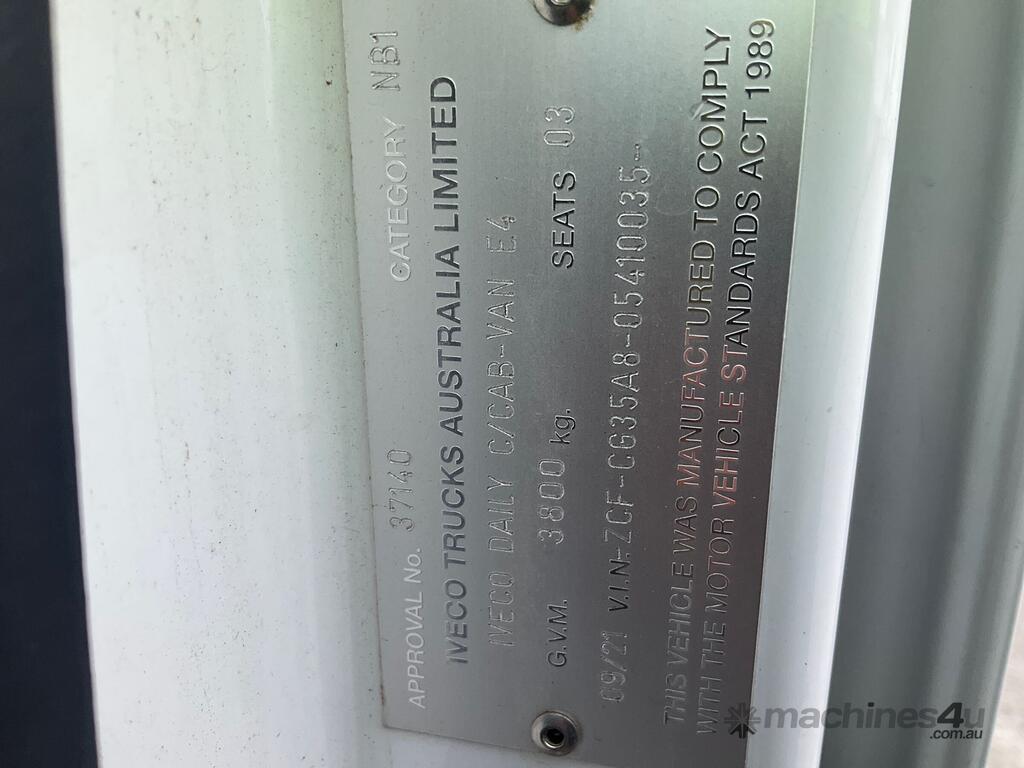 APPROVAL No. 37140 CATEGORY NB1
IVECO TRUCKS AUSTRALIA LIMITED
IVECO DAILY C/CAB-VAN E4
G.V.M. 3800 kg. SEATS 03
09/21 V.I.N-ZCF-CG35A8-05410035-
THIS VEHICLE WAS MANUFACTURED TO COMPLY
WITH THE MOTOR VEHICLE STANDARDS ACT 1989
machines4u
.com.au